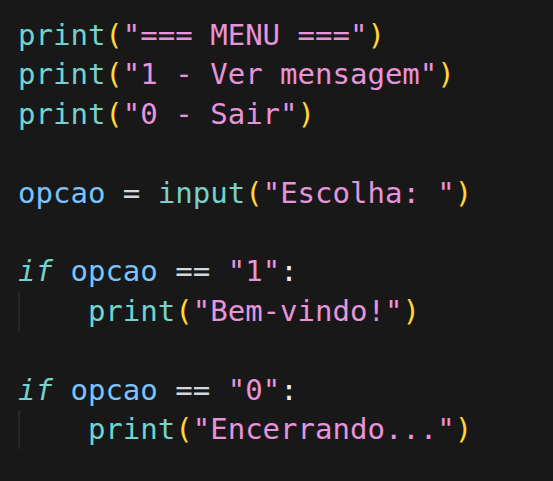 print("=== MENU ===")
print("1 - Ver mensagem")
print("0 - Sair")

opcao = input("Escolha: ")

if opcao == "1":
    print("Bem-vindo!")

if opcao == "0":
    print("Encerrando...")